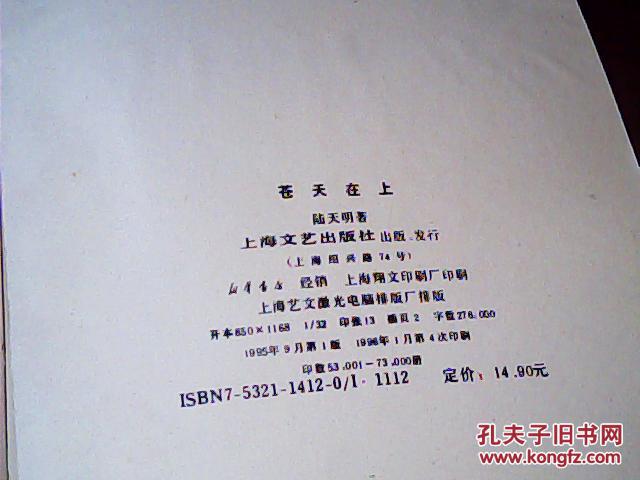 苍天在上
陆天明著
上海文艺出版社出版、发行
(上海绍兴路74号)
新华书店 经销 上海翔文印刷厂印刷
上海艺文激光电脑排版厂排版
开本850×1168 1/32 印张13 插页2 字数276,000
1995年9月第1版 1996年1月第4次印刷
印数53,001-73,000册
ISBN7-5321-1412-0/I·1112 定价：14.90元
孔夫子旧书网
www.kongfz.com